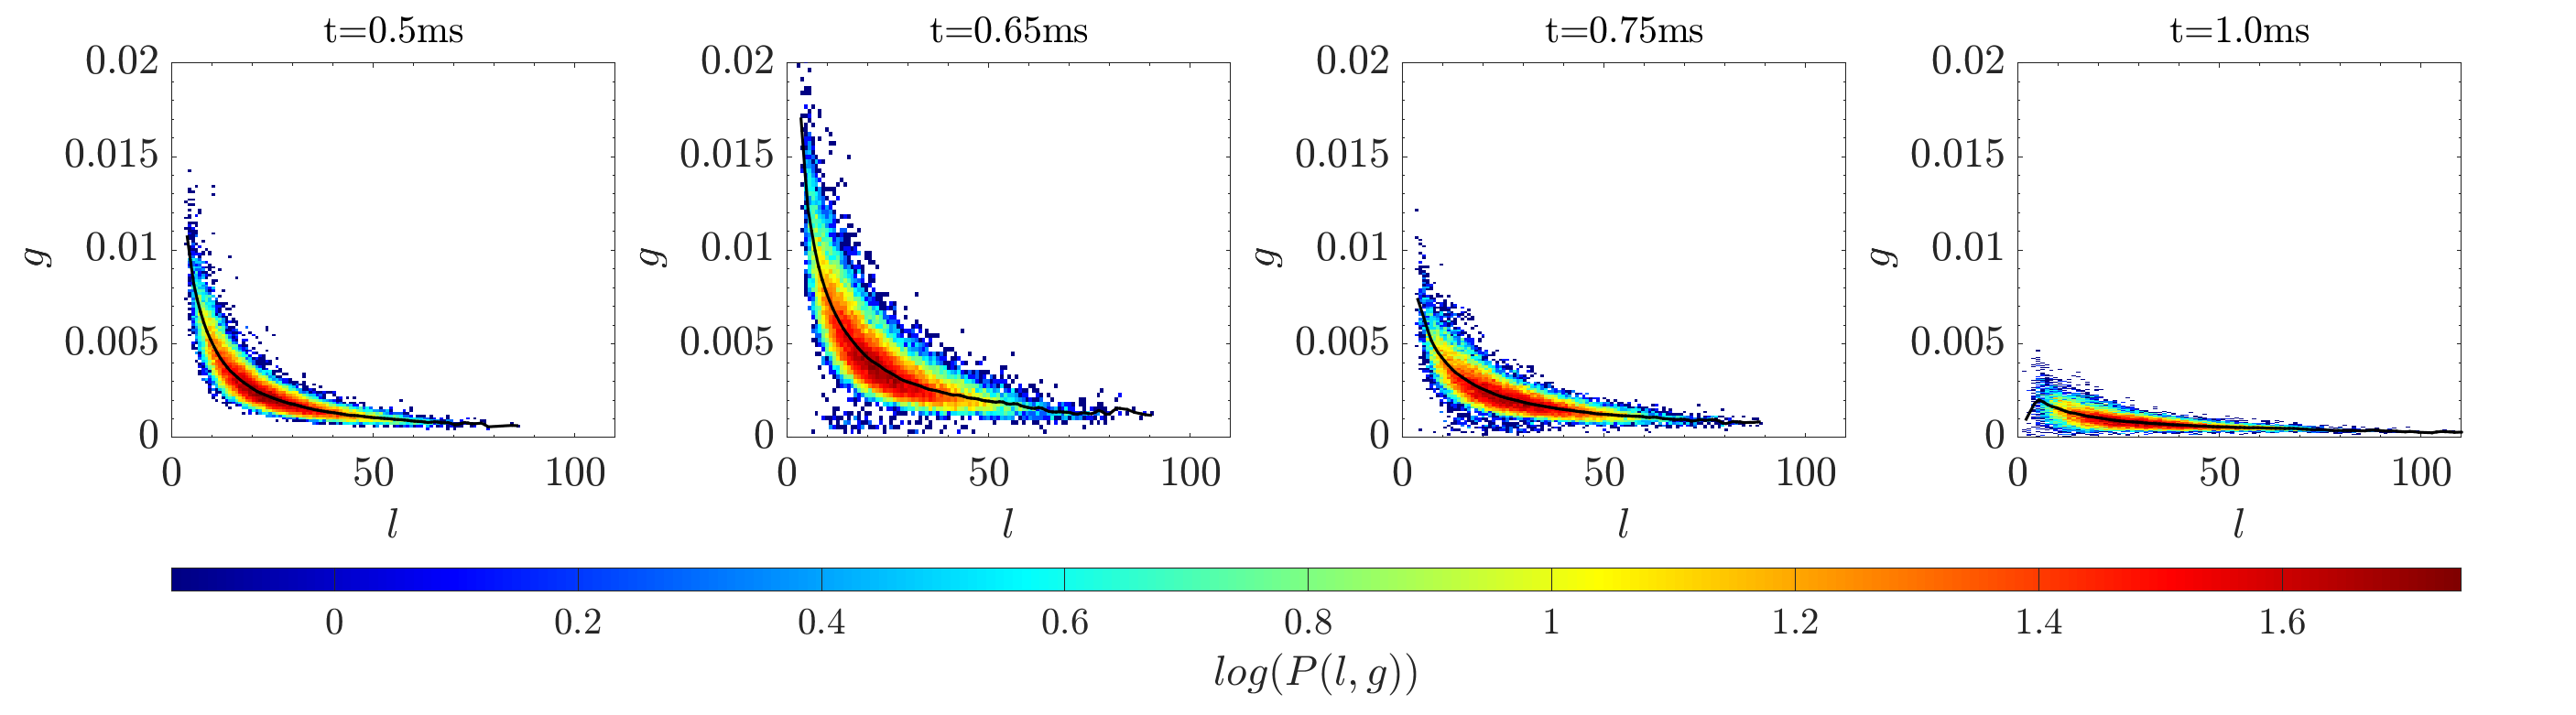 t=0.5ms t=0.65ms t=0.75ms t=1.0ms
0.02 0.02 0.02 0.02
0.015 0.015 0.015 0.015
0.01 0.01 0.01 0.01
g g g g
0.005 0.005 0.005 0.005
0 0 0 0
0 50 100 0 50 100 0 50 100 0 50 100
l l l l
0 0.2 0.4 0.6 0.8 1 1.2 1.4 1.6
log(P(l, g))